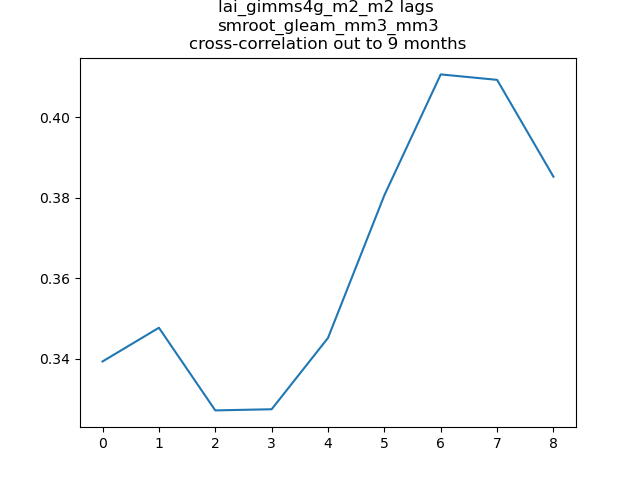 lai_gimms4g_m2_m2 lags
smroot_gleam_mm3_mm3
cross-correlation out to 9 months
0.40
0.38
0.36
0.34
0 1 2 3 4 5 6 7 8